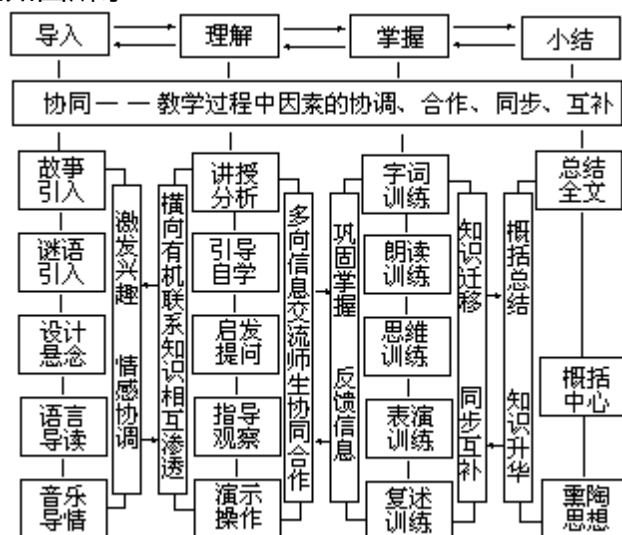 导入
理解
掌握
小结
协同——教学过程中因素的协调、合作、同步、互补
故事
引入
谜语
引入
设计
悬念
语言
导读
音乐
导情
激发兴趣 情感协调
横向有机联系知识相互渗透
讲授
分析
引导
自学
启发
提问
指导
观察
演示
操作
多向信息交流师生协同合作
巩固掌握 反馈信息
字词
训练
朗读
训练
思维
训练
表演
训练
复述
训练
知识迁移 同步互补
概括总结 知识升华
总结
全文
概括
中心
熏陶
思想